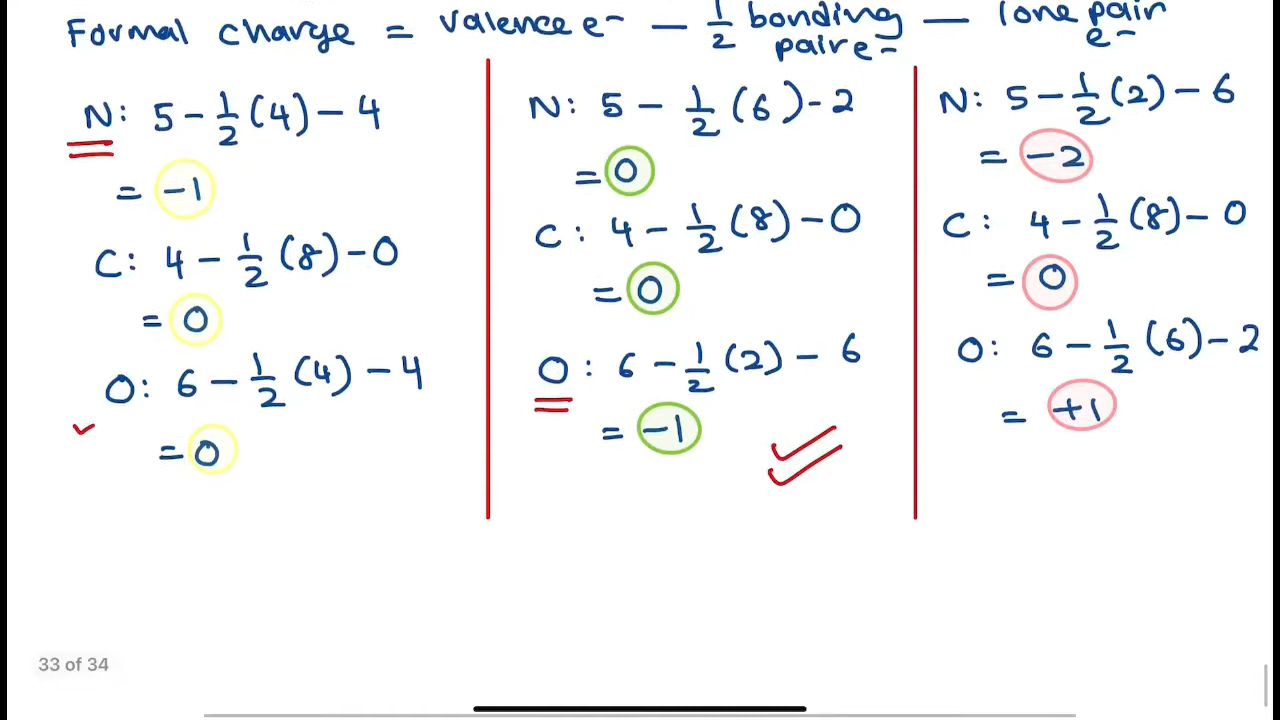 Formal charge = valence e⁻ − 1/2 bonding pair e⁻ − lone pair e⁻
N: 5 − 1/2 (4) − 4
= −1
C: 4 − 1/2 (8) − 0
= 0
O: 6 − 1/2 (4) − 4
= 0
N: 5 − 1/2 (6) − 2
= 0
C: 4 − 1/2 (8) − 0
= 0
O: 6 − 1/2 (2) − 6
= −1
N: 5 − 1/2 (2) − 6
= −2
C: 4 − 1/2 (8) − 0
= 0
O: 6 − 1/2 (6) − 2
= +1
33 of 34